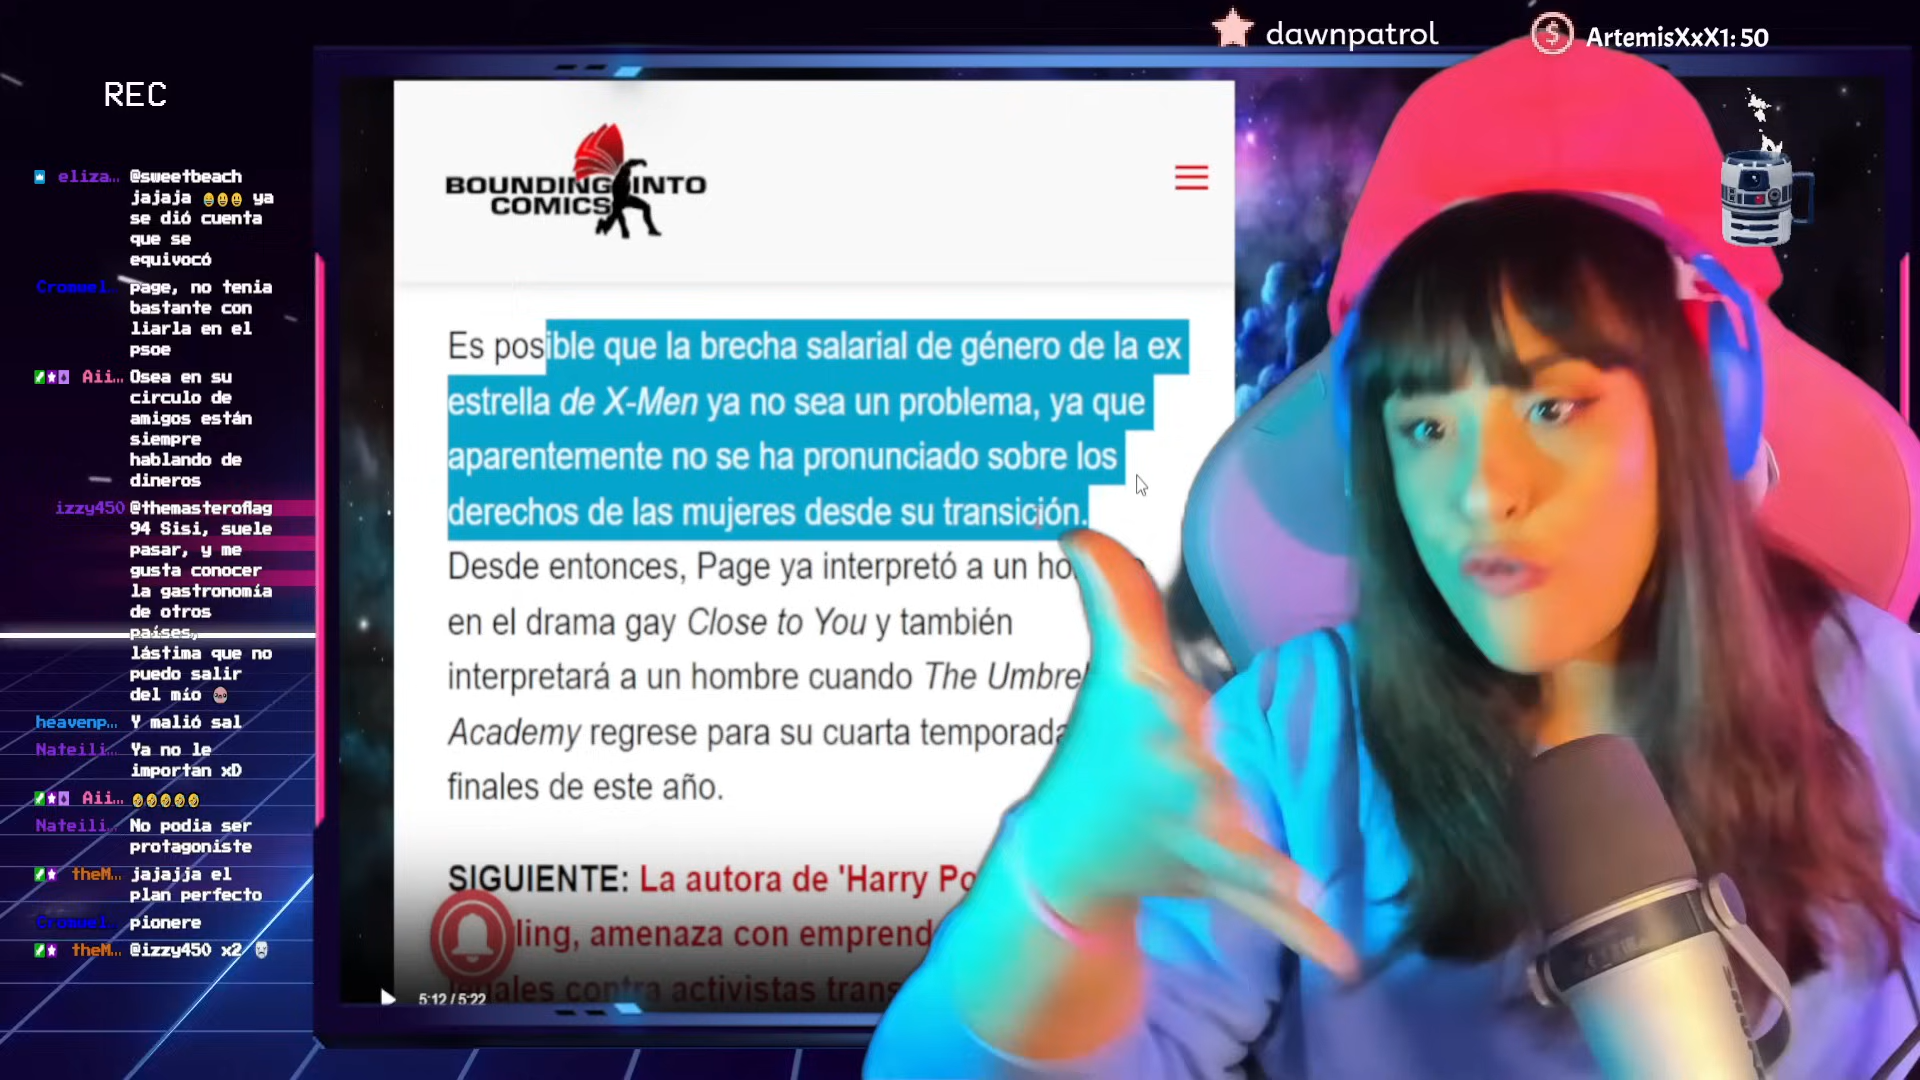 dawnpatrol
ArtemisXxX1: 50
REC
eliza... @sweetbeach
jajaja ya
se dió cuenta
que se
equivocó
Cromuel... page, no tenia
bastante con
liarla en el
psoe
Aii... Osea en su
circulo de
amigos están
siempre
hablando de
dineros
izzy450 @themasteroflag
94 Sisi, suele
pasar, y me
gusta conocer
la gastronomía
de otros
países,
lástima que no
puedo salir
del mío
heavenp... Y malió sal
Nateili... Ya no le
importan xD
Aii...
Nateili... No podia ser
protagoniste
theM... jajajja el
plan perfecto
Cromuel... pionere
theM... @izzy450 x2
BOUNDING INTO
COMICS
Es posible que la brecha salarial de género de la ex
estrella de X-Men ya no sea un problema, ya que
aparentemente no se ha pronunciado sobre los
derechos de las mujeres desde su transición.
Desde entonces, Page ya interpretó a un ho
en el drama gay Close to You y también
interpretará a un hombre cuando The Umbrel
Academy regrese para su cuarta temporada
finales de este año.
SIGUIENTE: La autora de 'Harry Po
ling, amenaza con emprend
legales contra activistas trans
5:12 / 5:22